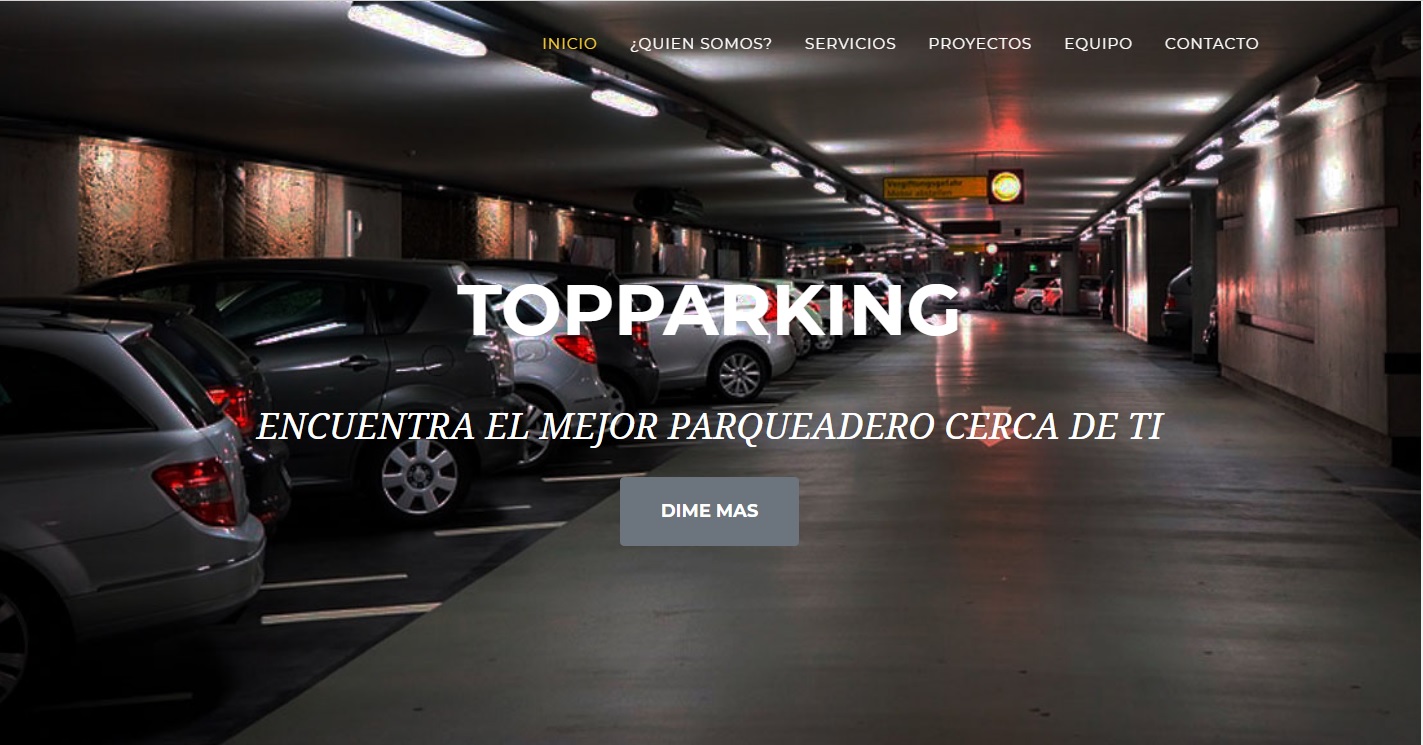 INICIO ¿QUIEN SOMOS? SERVICIOS PROYECTOS EQUIPO CONTACTO
Vergiftungsgefahr
Motor abstellen
TOPPARKING
ENCUENTRA EL MEJOR PARQUEADERO CERCA DE TI
DIME MAS